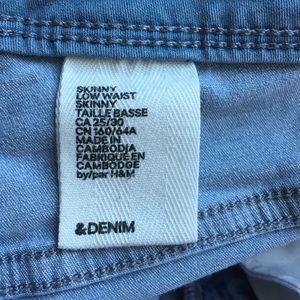 SKINNY
LOW WAIST
SKINNY
TAILLE BASSE
CA 25/30
CN 160/64A
MADE IN
CAMBODIA
FABRIQUÉ EN
CAMBODGE
by/par H&M
&DENIM